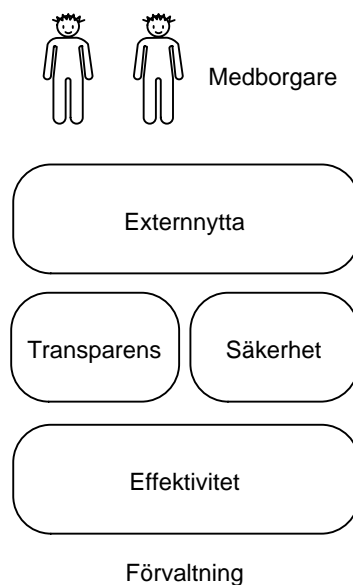 Medborgare
Externnytta
Transparens
Säkerhet
Effektivitet
Förvaltning